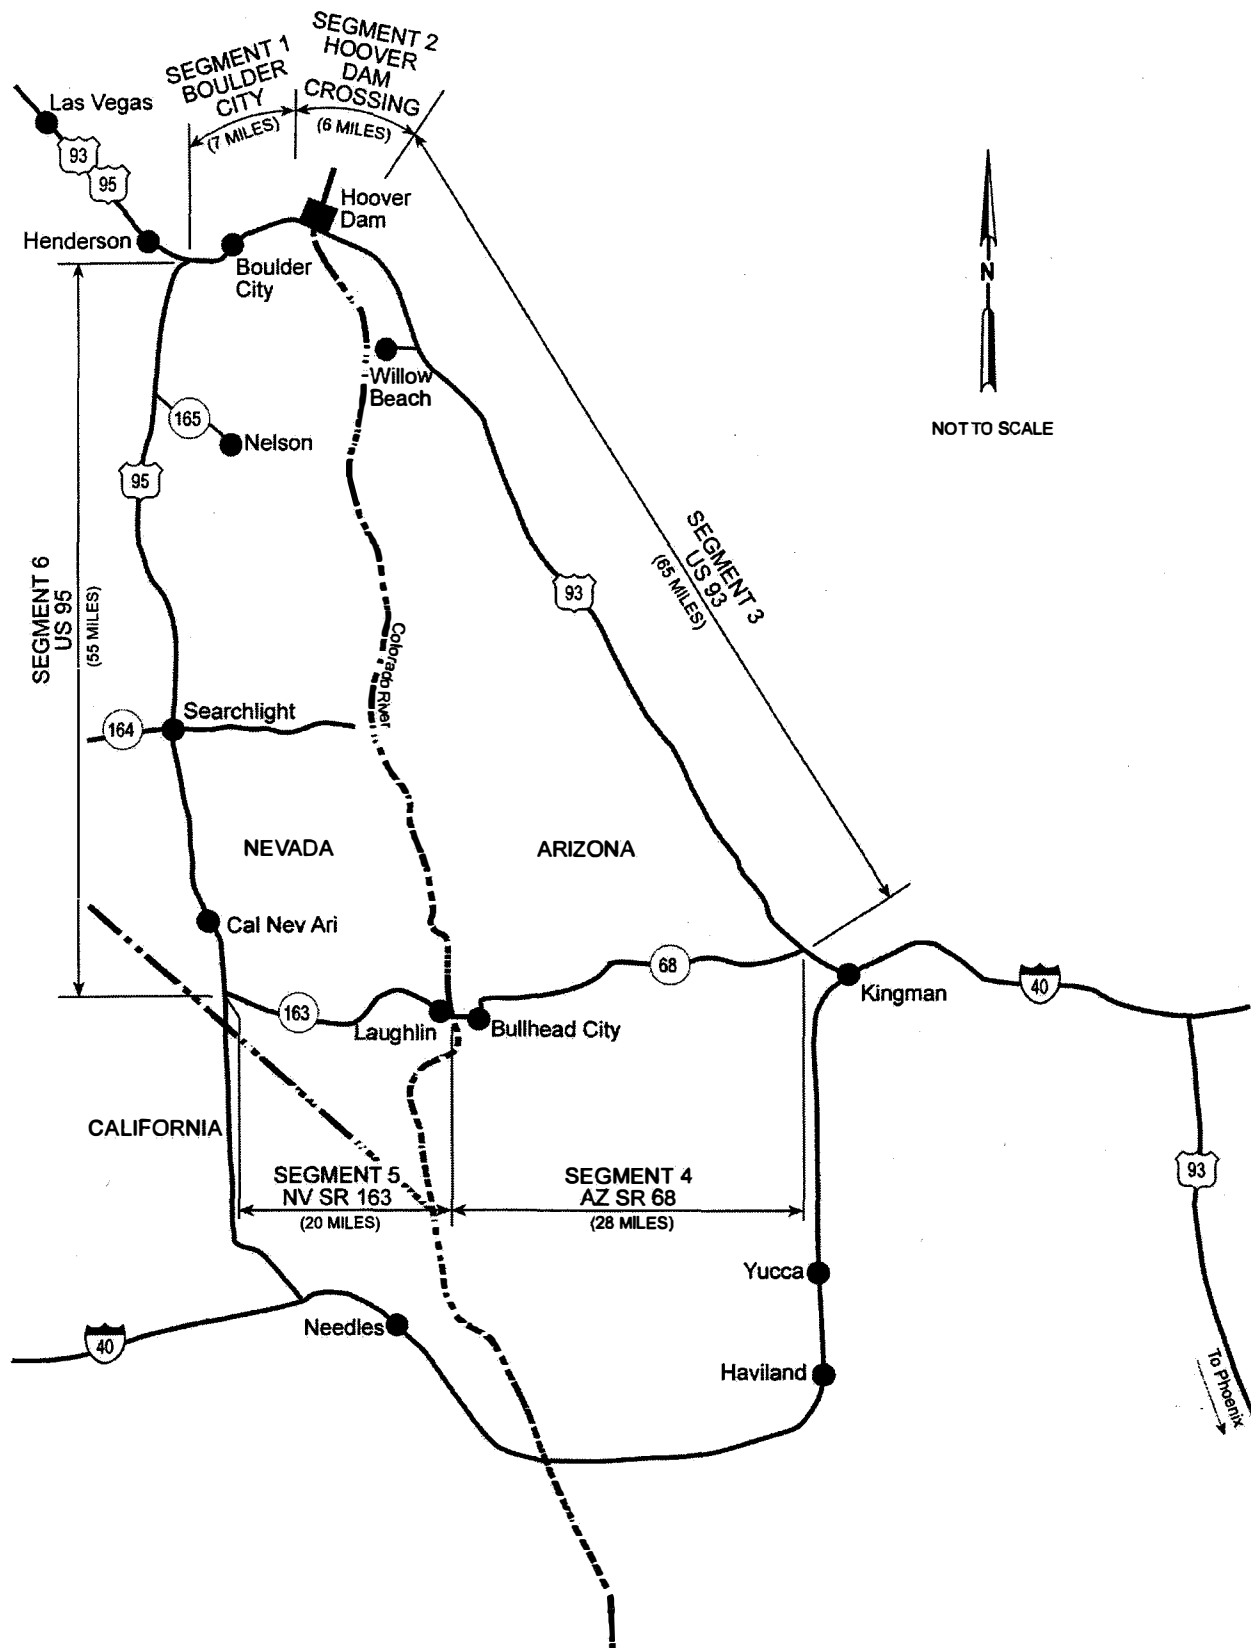 SEGMENT 1
BOULDER
CITY
(7 MILES)
SEGMENT 2
HOOVER
DAM
CROSSING
(6 MILES)
Las Vegas
93
95
Hoover
Dam
Henderson
Boulder
City
N
NOT TO SCALE
Willow
Beach
165
Nelson
95
SEGMENT 3
US 93
(65 MILES)
93
SEGMENT 6
US 95
(55 MILES)
Colorado River
Searchlight
164
NEVADA
ARIZONA
Cal Nev Ari
68
Kingman
40
163
Laughlin
Bullhead City
CALIFORNIA
SEGMENT 5
NV SR 163
(20 MILES)
SEGMENT 4
AZ SR 68
(28 MILES)
93
Yucca
Needles
40
Haviland
To Phoenix